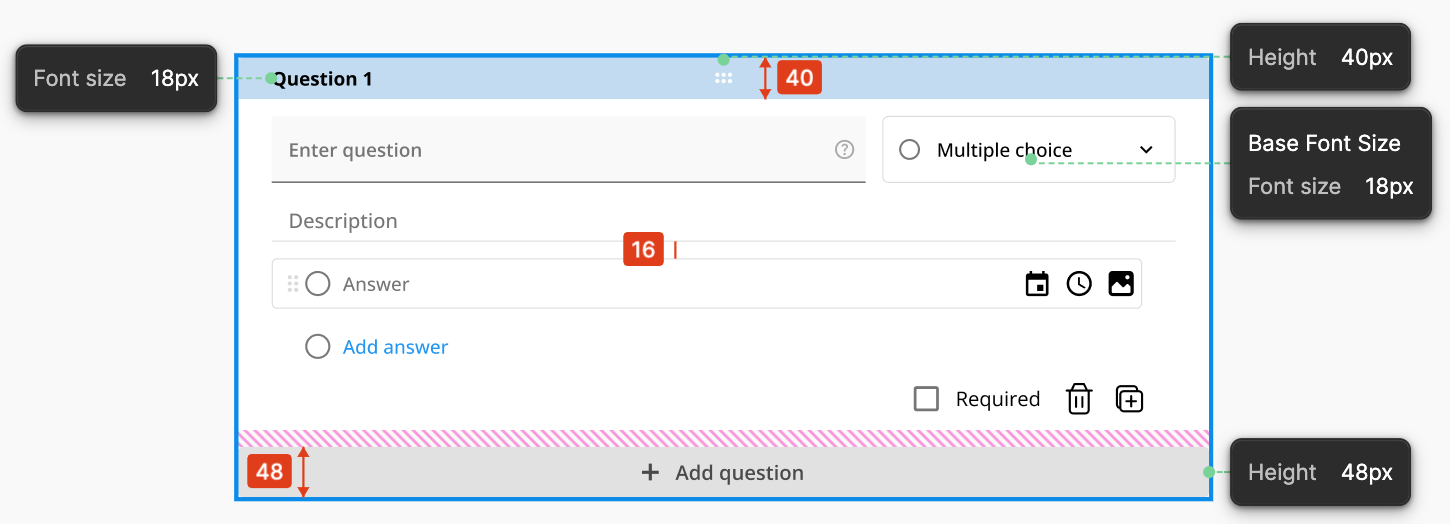 Font size 18px
Question 1
40
Height 40px
Enter question
Multiple choice
Base Font Size
Font size 18px
Description
16
Answer
Add answer
Required
48
Add question
Height 48px